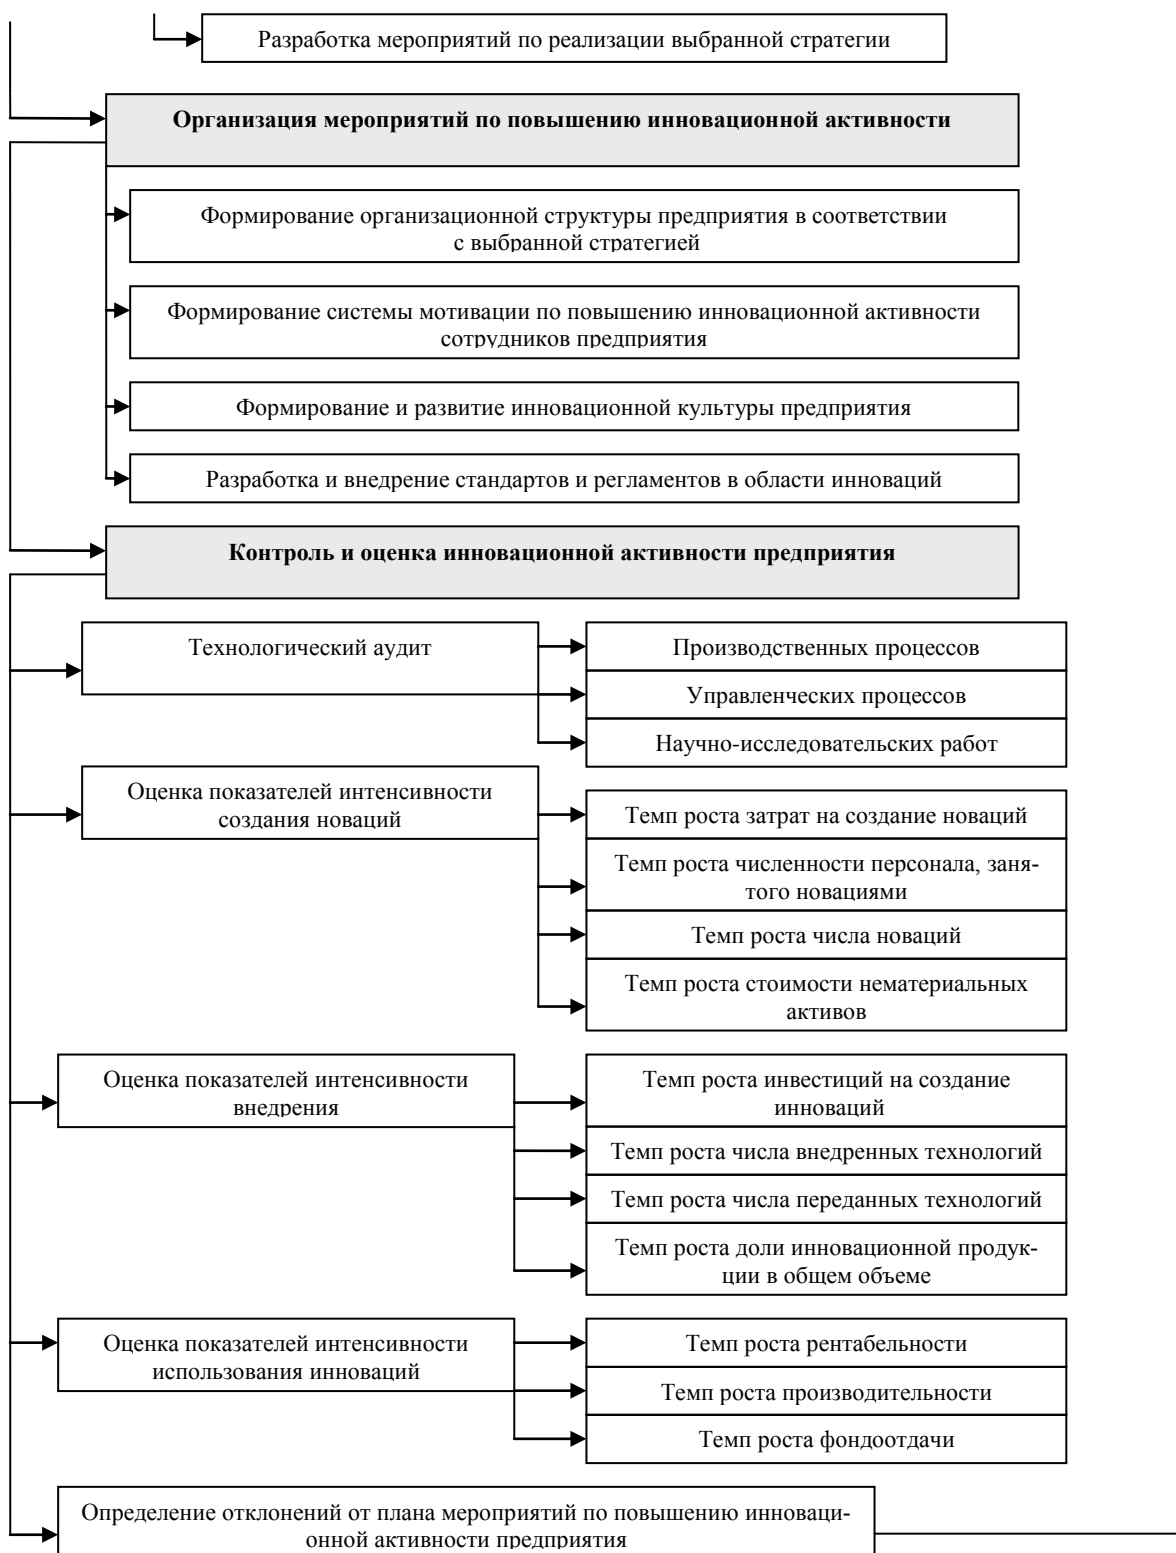 Разработка мероприятий по реализации выбранной стратегии
Организация мероприятий по повышению инновационной активности
Формирование организационной структуры предприятия в соответствии
с выбранной стратегией
Формирование системы мотивации по повышению инновационной активности
сотрудников предприятия
Формирование и развитие инновационной культуры предприятия
Разработка и внедрение стандартов и регламентов в области инноваций
Контроль и оценка инновационной активности предприятия
Технологический аудит
Производственных процессов
Управленческих процессов
Научно-исследовательских работ
Оценка показателей интенсивности
создания новаций
Темп роста затрат на создание новаций
Темп роста численности персонала, заня-
того новациями
Темп роста числа новаций
Темп роста стоимости нематериальных
активов
Оценка показателей интенсивности
внедрения
Темп роста инвестиций на создание
инноваций
Темп роста числа внедренных технологий
Темп роста числа переданных технологий
Темп роста доли инновационной продук-
ции в общем объеме
Оценка показателей интенсивности
использования инноваций
Темп роста рентабельности
Темп роста производительности
Темп роста фондоотдачи
Определение отклонений от плана мероприятий по повышению инноваци-
онной активности предприятия